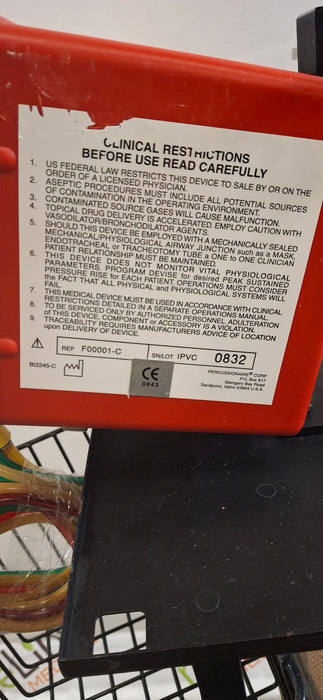 CLINICAL RESTRICTIONS
BEFORE USE READ CAREFULLY
1. US FEDERAL LAW RESTRICTS THIS DEVICE TO SALE BY OR ON THE
ORDER OF A LICENSED PHYSICIAN.
2. ASEPTIC PROCEDURES MUST INCLUDE ALL POTENTIAL SOURCES
OF CONTAMINATION IN THE OPERATING ENVIRONMENT.
3. CONTAMINATED SOURCE GASES WILL CAUSE MALFUNCTION.
4. TOPICAL DRUG DELIVERY IS ACCELERATED. EMPLOY CAUTION WITH
VASODILATOR/BRONCHODILATOR AGENTS.
5. SHOULD THIS DEVICE BE EMPLOYED WITH A MECHANICALLY SEALED
MECHANICAL/PHYSIOLOGICAL AIRWAY JUNCTION such as a MASK,
ENDOTRACHEAL or TRACHEOTOMY TUBE a ONE to ONE CLINICIAN
PATIENT RELATIONSHIP MUST BE MAINTAINED.
6. THIS DEVICE DOES NOT MONITOR VITAL PHYSIOLOGICAL
PARAMETERS. PROGRAM DEVISE for desired PEAK SUSTAINED
PRESSURE RISE for EACH PATIENT. OPERATORS MUST CONSIDER
the FACT THAT ALL PHYSICAL and PHYSIOLOGICAL SYSTEMS WILL
FAIL.
7. THIS MEDICAL DEVICE MUST BE USED IN ACCORDANCE WITH CLINICAL
RESTRICTIONS DETAILED IN A SEPARATE OPERATIONS MANUAL.
8. TO BE SERVICED ONLY BY AUTHORIZED PERSONNEL. ADULTERATION
of THIS DEVICE, COMPONENT or ACCESSORY IS A VIOLATION.
9. TRACEABILITY REQUIRES MANUFACTURERS ADVICE OF LOCATION
upon DELIVERY OF DEVICE.
REF F00001-C SN/LOT IPVC 0832
BI2245-C
CE
0843
PERCUSSIONAIRE® CORP
P.O. Box 817
Glengary Bay Road
Sandpoint, Idaho 83864 U.S.A.